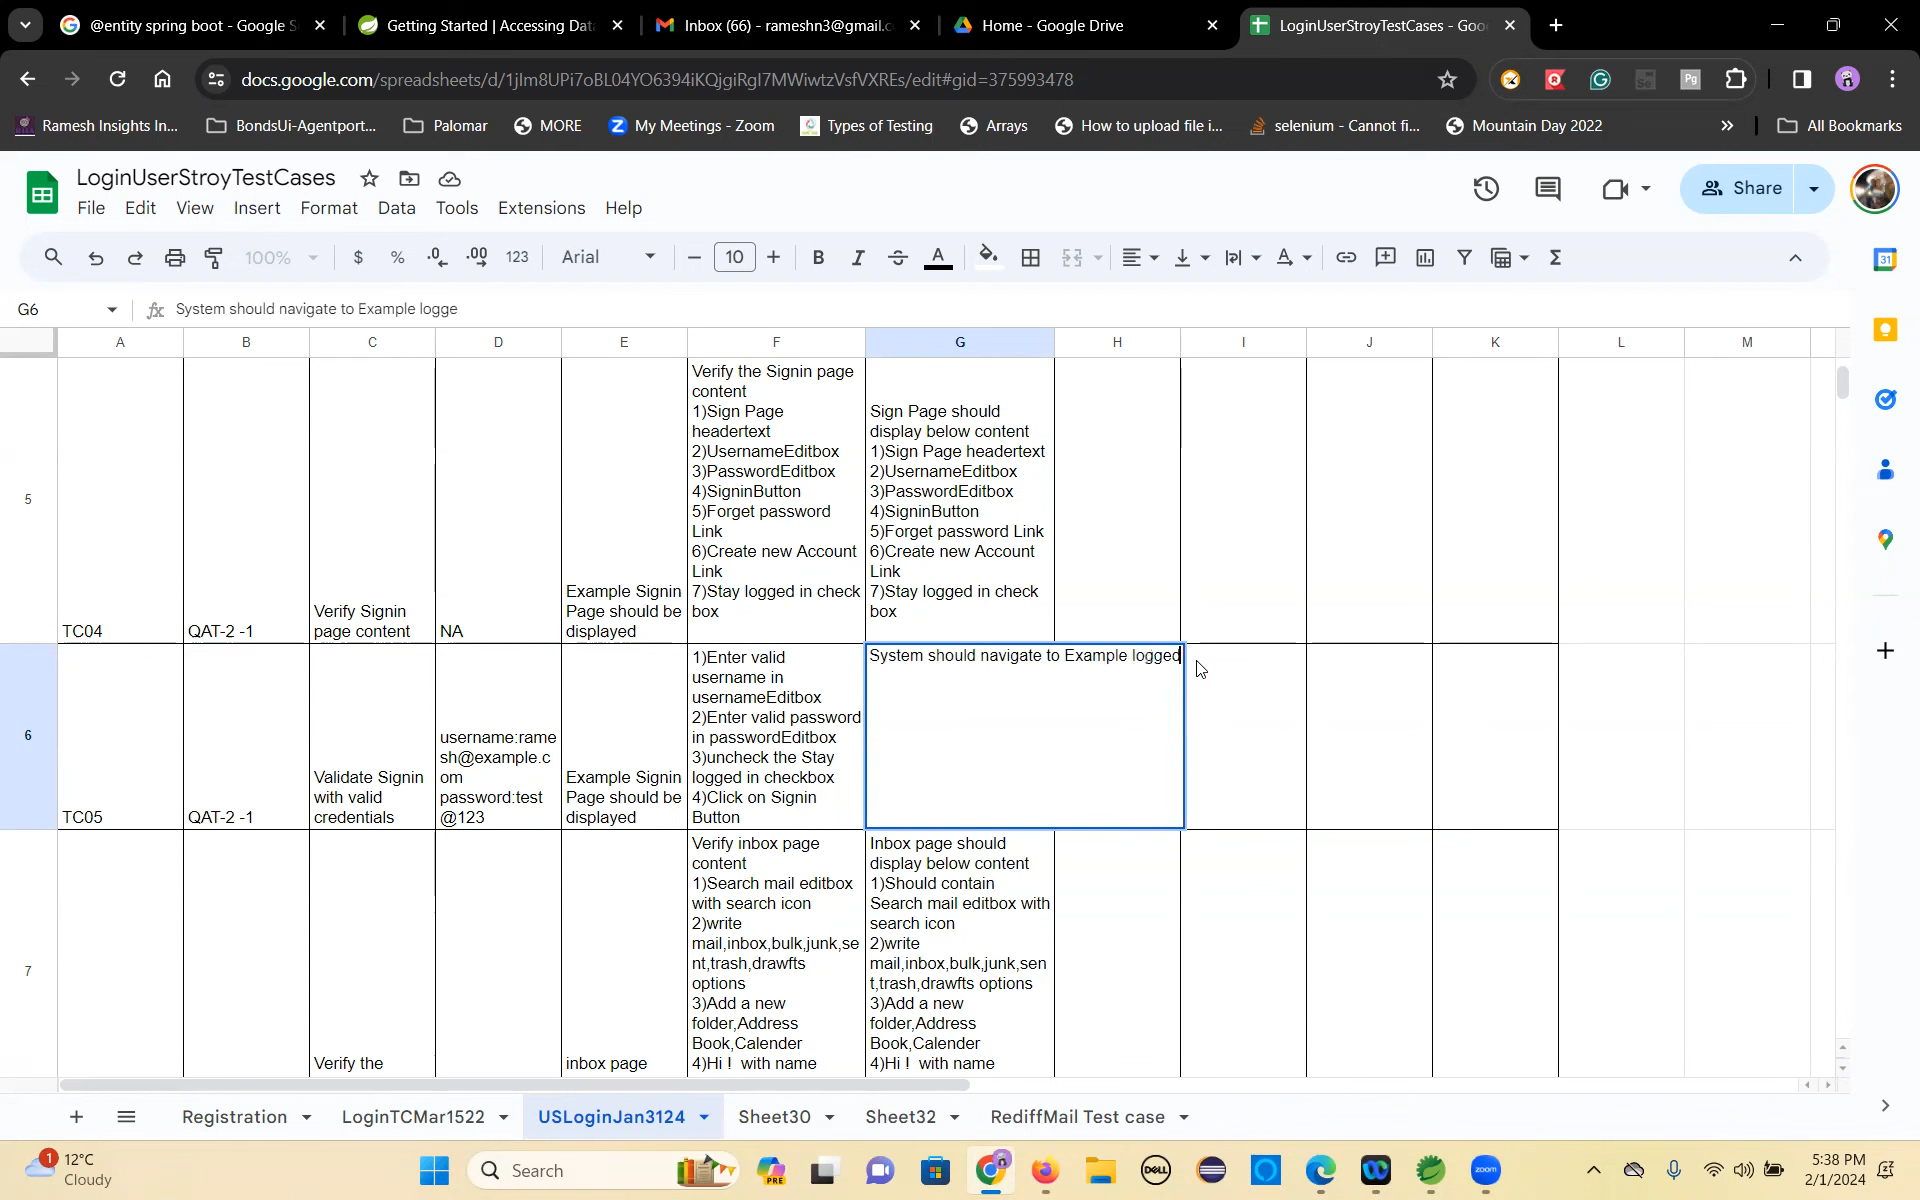 @entity spring boot - Google S
Getting Started | Accessing Data
Inbox (66) - rameshn3@gmail.c
Home - Google Drive
LoginUserStroyTestCases - Goo
docs.google.com/spreadsheets/d/1jIm8UPi7oBL04YO6394iKQjgiRgI7MWiwtzVsfVXREs/edit#gid=375993478
Ramesh Insights In...
BondsUi-Agentport...
Palomar
MORE
My Meetings - Zoom
Types of Testing
Arrays
How to upload file i...
selenium - Cannot fi...
Mountain Day 2022
All Bookmarks
LoginUserStroyTestCases
File Edit View Insert Format Data Tools Extensions Help
Share
100%
$ % .0 .00 123
Arial
10
B I
A
G6
fx System should navigate to Example logge
A B C D E F G H I J K L M
5
TC04
QAT-2 -1
Verify Signin
page content
NA
Example Signin
Page should be
displayed
Verify the Signin page
content
1)Sign Page
headertext
2)UsernameEditbox
3)PasswordEditbox
4)SigninButton
5)Forget password
Link
6)Create new Account
Link
7)Stay logged in check
box
Sign Page should
display below content
1)Sign Page headertext
2)UsernameEditbox
3)PasswordEditbox
4)SigninButton
5)Forget password Link
6)Create new Account
Link
7)Stay logged in check
box
6
TC05
QAT-2 -1
Validate Signin
with valid
credentials
username:rame
sh@example.c
om
password:test
@123
Example Signin
Page should be
displayed
1)Enter valid
username in
usernameEditbox
2)Enter valid password
in passwordEditbox
3)uncheck the Stay
logged in checkbox
4)Click on Signin
Button
System should navigate to Example logged
7
Verify the
inbox page
Verify inbox page
content
1)Search mail editbox
with search icon
2)write
mail,inbox,bulk,junk,se
nt,trash,drawfts
options
3)Add a new
folder,Address
Book,Calender
4)Hi !  with name
Inbox page should
display below content
1)Should contain
Search mail editbox with
search icon
2)write
mail,inbox,bulk,junk,sen
t,trash,drawfts options
3)Add a new
folder,Address
Book,Calender
4)Hi !  with name
Registration
LoginTCMar1522
USLoginJan3124
Sheet30
Sheet32
RediffMail Test case
1
12°C
Cloudy
Search
PRE
DELL
zoom
5:38 PM
2/1/2024